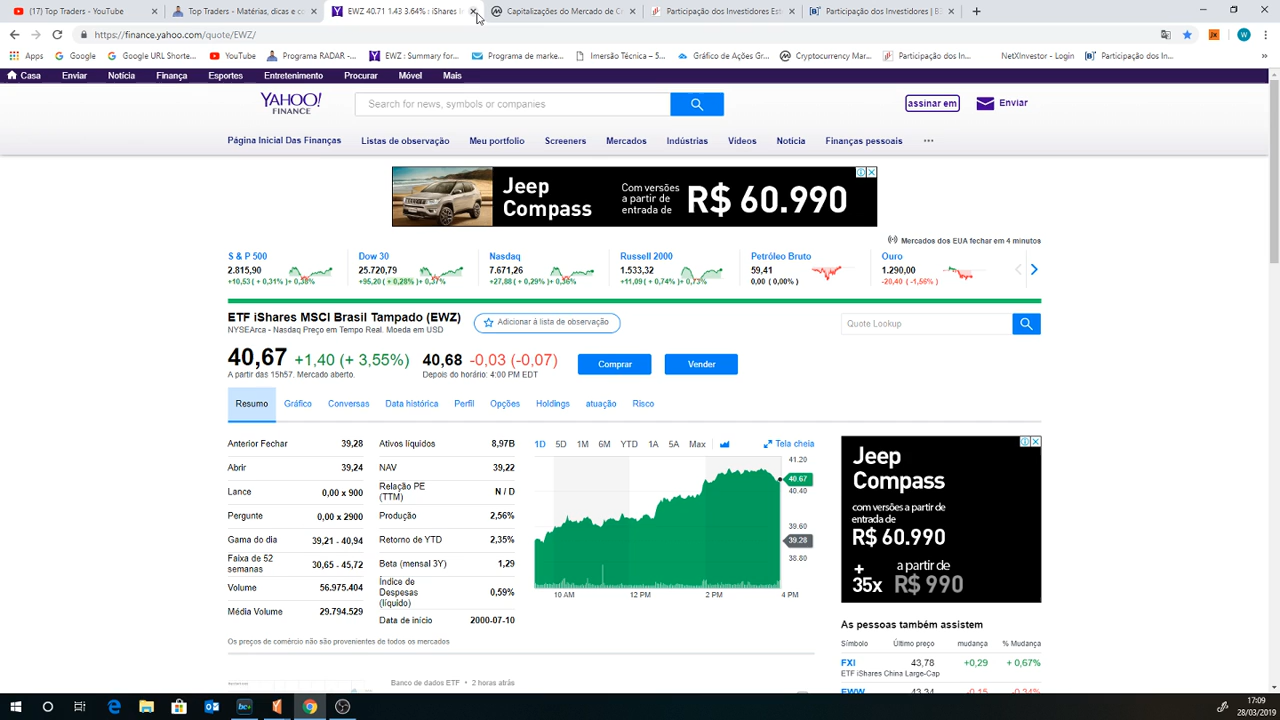 (1) Top Traders - YouTube
Top Traders - Matérias, dicas e co
EWZ 40.71 1.43 3.64% : iShares I
Capitalizações do Mercado de C
Participação dos Investidores Est
Participação dos Investidores | B3
https://finance.yahoo.com/quote/EWZ/
Apps
Google
Google URL Shorte...
YouTube
Programa RADAR -...
EWZ : Summary for...
Programa de marke...
Imersão Técnica – 5...
Gráfico de Ações Gr...
Cryptocurrency Mar...
Participação dos In...
NetXInvestor - Login
Participação dos In...
Casa
Enviar
Notícia
Finança
Esportes
Entreteniment​o
Procurar
Móvel
Mais
YAHOO!
FINANCE
Search for news, symbols or companies
assinar em
Enviar
Página Inicial Das Finanças
Listas de observação
Meu portfolio
Screeners
Mercados
Indústrias
Vídeos
Notícia
Finanças pessoais
...
Jeep
Compass
Com versões
a partir de
entrada de
R$ 60.990
Mercados dos EUA fechar em 4 minutos
S & P 500
2.815,90
+10,53 ( + 0,31% )+ 0,38%
Dow 30
25.720,79
+95,20 ( + 0,28% )+ 0,37%
Nasdaq
7.671,26
+27,88 ( + 0,29% )+ 0,36%
Russell 2000
1.533,32
+11,09 ( + 0,74% )+ 0,73%
Petróleo Bruto
59,41
0,00 ( 0,00% )
Ouro
1.290,00
-20,40 ( -1,56% )
ETF iShares MSCI Brasil Tampado (EWZ)
NYSEArca - Nasdaq Preço em Tempo Real. Moeda em USD
Adicionar à lista de observação
Quote Lookup
40,67 +1,40 (+ 3,55%)
A partir das 15h57. Mercado aberto.
40,68 -0,03 (-0,07)
Depois do horário: 4:00 PM EDT
Comprar
Vender
Resumo
Gráfico
Conversas
Data histórica
Perfil
Opções
Holdings
atuação
Risco
Anterior Fechar 39,28
Abrir 39,24
Lance 0,00 x 900
Pergunte 0,00 x 2900
Gama do dia 39,21 - 40,94
Faixa de 52
semanas 30,65 - 45,72
Volume 56.975.404
Média Volume 29.794.529
Ativos líquidos 8,97B
NAV 39,22
Relação PE
(TTM) N / D
Produção 2,56%
Retorno de YTD 2,35%
Beta (mensal 3Y) 1,29
Índice de
Despesas
(líquido) 0,59%
Data de início 2000-07-10
Os preços de comércio não são provenientes de todos os mercados
1D
5D
1M
6M
YTD
1A
5A
Max
Tela cheia
41.20
40.67
40.40
39.60
39.28
38.80
10 AM
12 PM
2 PM
4 PM
Jeep
Compass
com versões a partir de
entrada de
R$ 60.990
+
35x
a partir de
R$ 990
As pessoas também assistem
Símbolo Último preço mudança % Mudança
FXI 43,78 +0,29 + 0,67%
ETF iShares China Large-Cap
EWW 43,34 -0,15 -0,34%
Banco de dados ETF • 2 horas atrás
17:09
28/03/2019